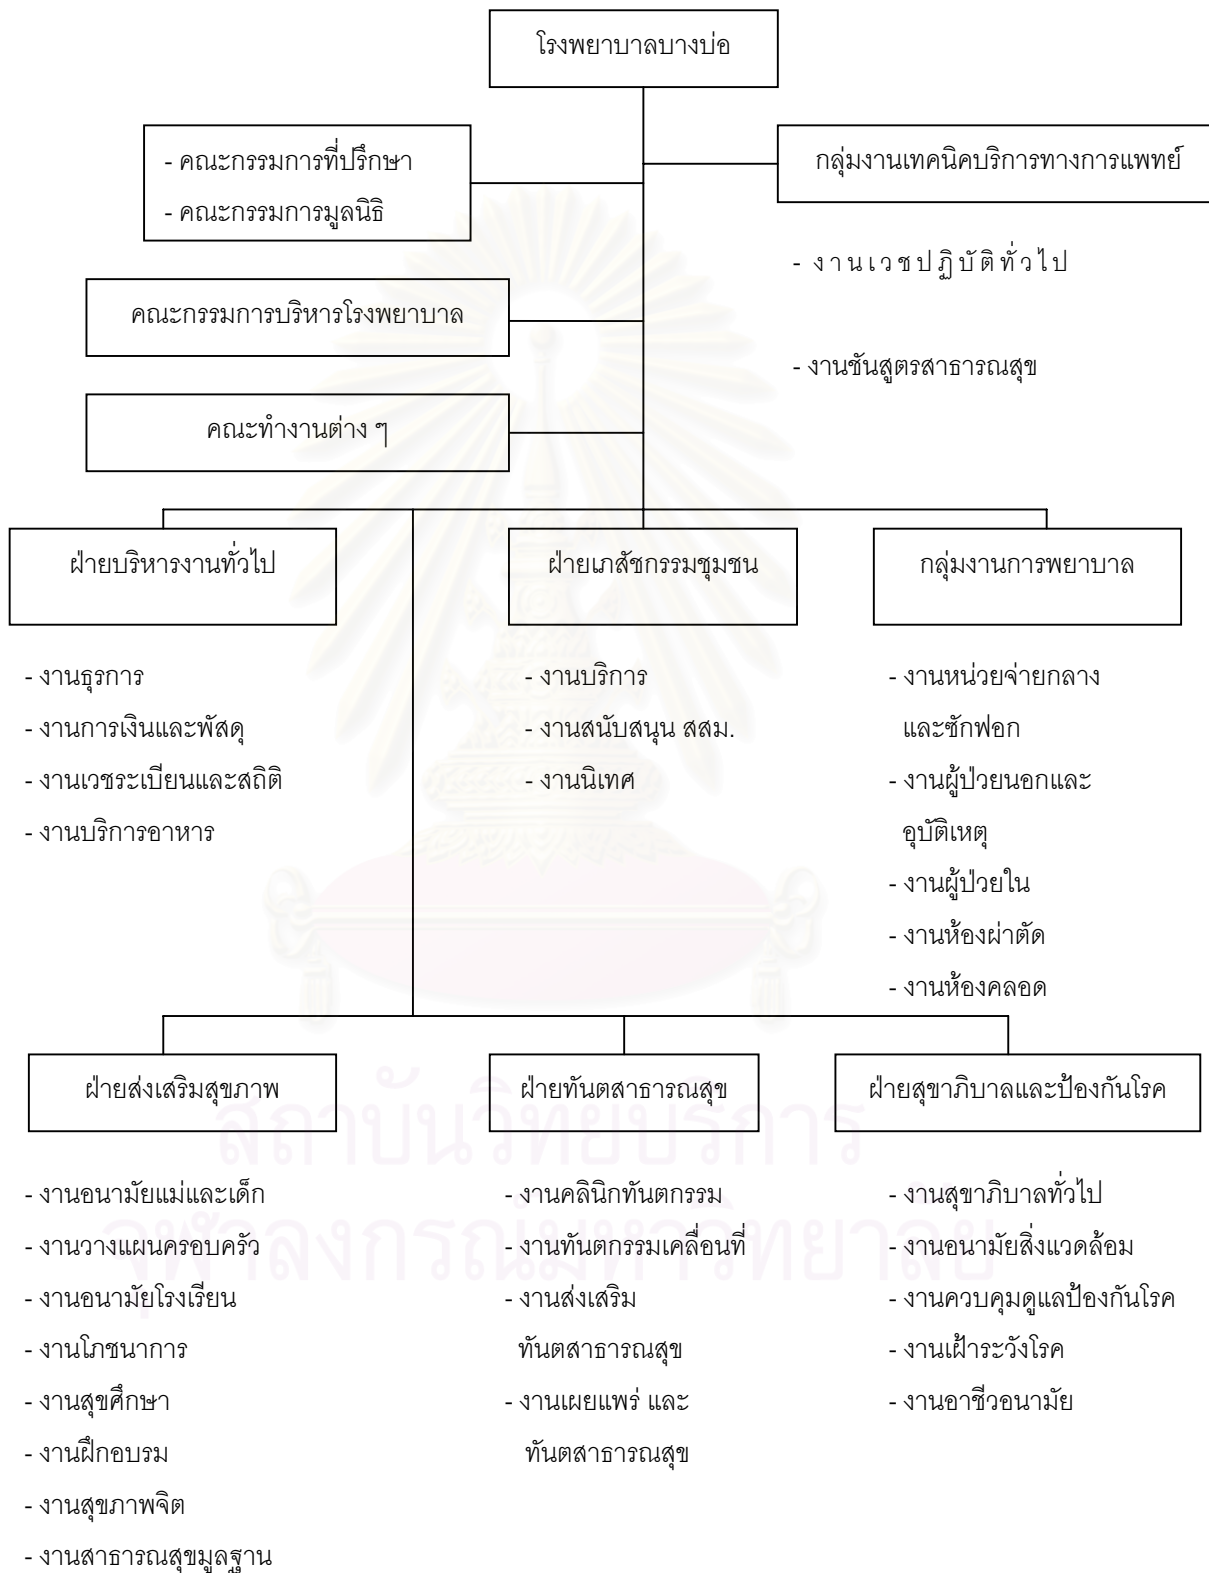 โรงพยาบาลบางบ่อ
- คณะกรรมการที่ปรึกษา
- คณะกรรมการมูลนิธิ
กลุ่มงานเทคนิคบริการทางการแพทย์
- งานเวชปฏิบัติทั่วไป
คณะกรรมการบริหารโรงพยาบาล
- งานชันสูตรสาธารณสุข
คณะทำงานต่าง ๆ
ฝ่ายบริหารงานทั่วไป
- งานธุรการ
- งานการเงินและพัสดุ
- งานเวชระเบียนและสถิติ
- งานบริการอาหาร
ฝ่ายเภสัชกรรมชุมชน
- งานบริการ
- งานสนับสนุน สสม.
- งานนิเทศ
กลุ่มงานการพยาบาล
- งานหน่วยจ่ายกลาง
และซักฟอก
- งานผู้ป่วยนอกและ
อุบัติเหตุ
- งานผู้ป่วยใน
- งานห้องผ่าตัด
- งานห้องคลอด
ฝ่ายส่งเสริมสุขภาพ
- งานอนามัยแม่และเด็ก
- งานวางแผนครอบครัว
- งานอนามัยโรงเรียน
- งานโภชนาการ
- งานสุขศึกษา
- งานฝึกอบรม
- งานสุขภาพจิต
- งานสาธารณสุขมูลฐาน
ฝ่ายทันตสาธารณสุข
- งานคลินิกทันตกรรม
- งานทันตกรรมเคลื่อนที่
- งานส่งเสริม
ทันตสาธารณสุข
- งานเผยแพร่ และ
ทันตสาธารณสุข
ฝ่ายสุขาภิบาลและป้องกันโรค
- งานสุขาภิบาลทั่วไป
- งานอนามัยสิ่งแวดล้อม
- งานควบคุมดูแลป้องกันโรค
- งานเฝ้าระวังโรค
- งานอาชีวอนามัย
สถาบันวิทยบริการ
จุฬาลงกรณ์มหาวิทยาลัย